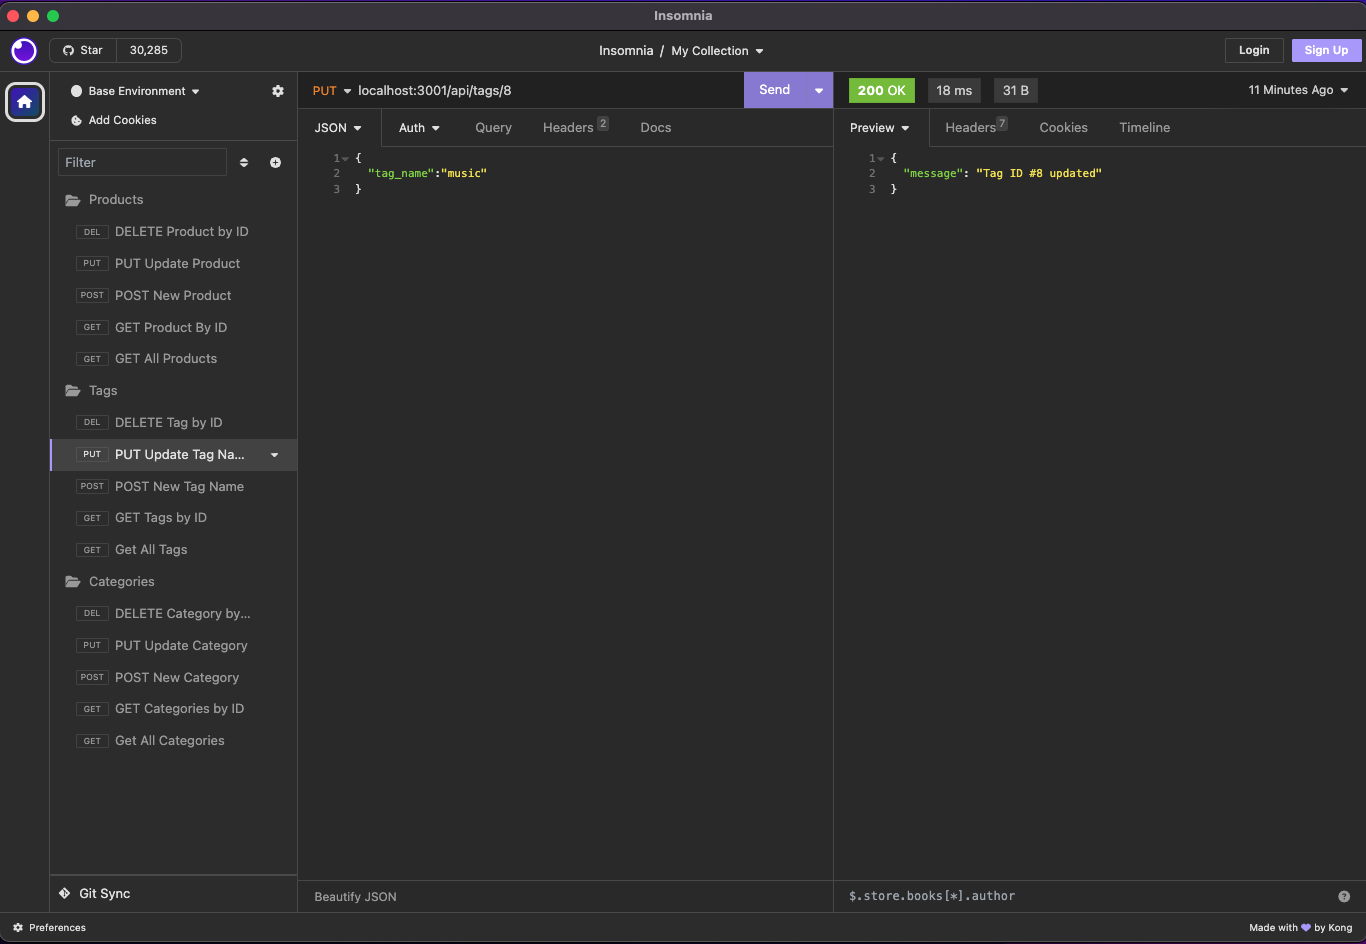 Insomnia
Star 30,285
Insomnia / My Collection
Login Sign Up
Base Environment
Add Cookies
Filter
Products
DEL DELETE Product by ID
PUT PUT Update Product
POST POST New Product
GET GET Product By ID
GET GET All Products
Tags
DEL DELETE Tag by ID
PUT PUT Update Tag Na...
POST POST New Tag Name
GET GET Tags by ID
GET Get All Tags
Categories
DEL DELETE Category by...
PUT PUT Update Category
POST POST New Category
GET GET Categories by ID
GET Get All Categories
Git Sync
PUT localhost:3001/api/tags/8 Send
JSON Auth Query Headers 2 Docs
1 {
2 "tag_name":"music"
3 }
Beautify JSON
200 OK 18 ms 31 B 11 Minutes Ago
Preview Headers 7 Cookies Timeline
1 {
2 "message": "Tag ID #8 updated"
3 }
$.store.books[*].author ?
Preferences
Made with by Kong